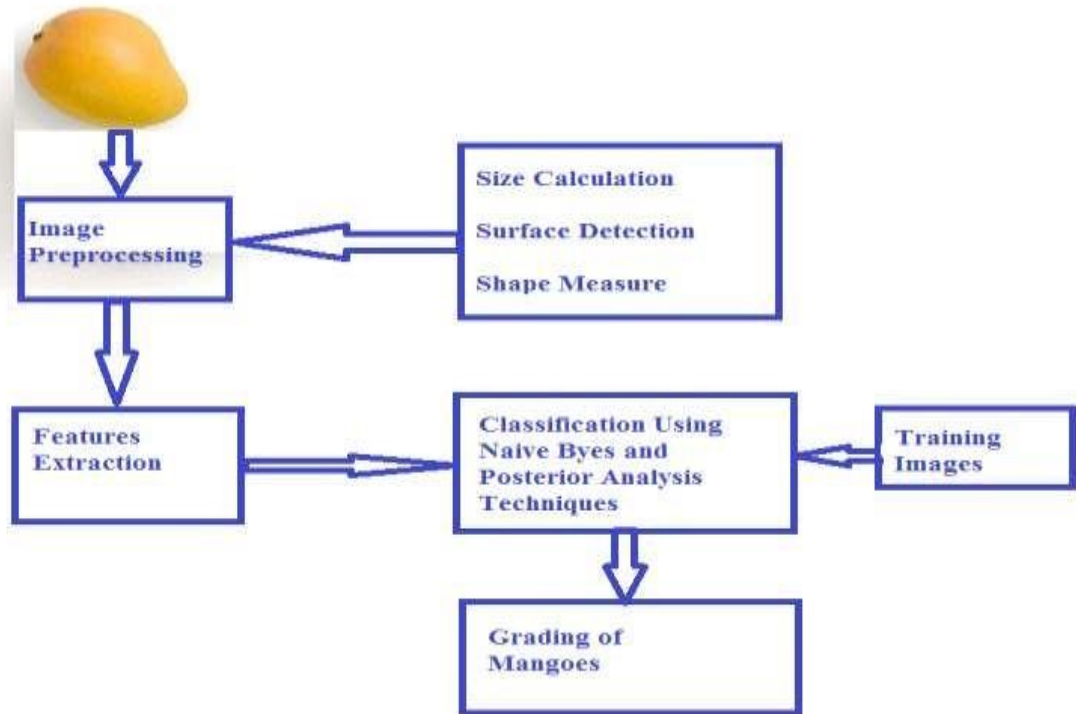 Image
Preprocessing
Size Calculation
Surface Detection
Shape Measure
Features
Extraction
Classification Using
Naive Byes and
Posterior Analysis
Techniques
Training
Images
Grading of
Mangoes